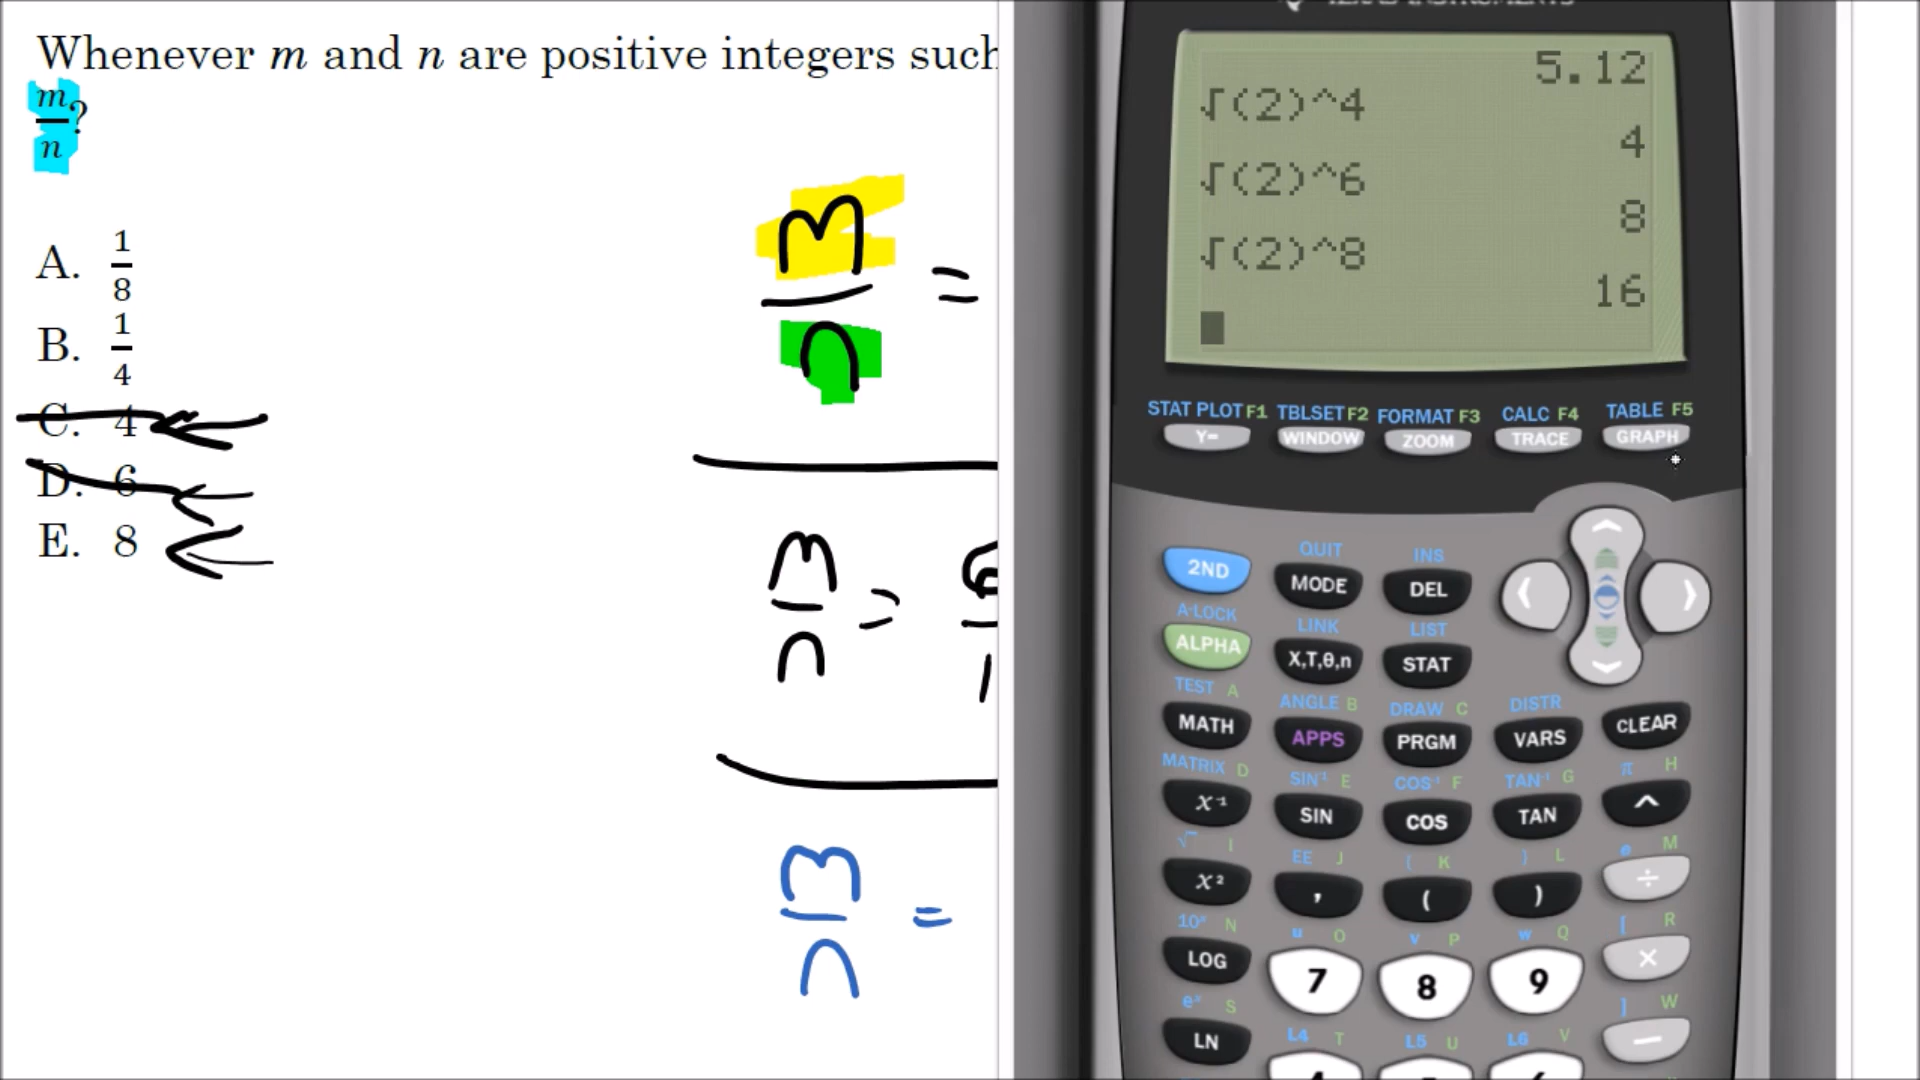 Whenever m and n are positive integers such
m
n ?
A. 1
8
B. 1
4
C. 4
D. 6
E. 8
m
n =
m
n = 6
1
m
n =
5.12
√(2)^4
4
√(2)^6
8
√(2)^8
16
STAT PLOT F1 TBLSET F2 FORMAT F3 CALC F4 TABLE F5
Y= WINDOW ZOOM TRACE GRAPH
QUIT INS
2ND MODE DEL
A-LOCK LINK LIST
ALPHA X,T,θ,n STAT
TEST A ANGLE B DRAW C DISTR
MATH APPS PRGM VARS CLEAR
MATRIX D SIN⁻¹ E COS⁻¹ F TAN⁻¹ G π H
x⁻¹ SIN COS TAN ^
√ I EE J { K } L e M
x² , ( ) ÷
10ˣ N u O v P w Q [ R
LOG 7 8 9 ×
eˣ S L4 T L5 U L6 V ] W
LN −